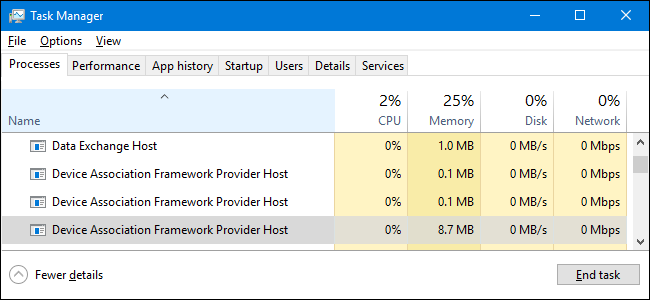 Task Manager
File Options View
Processes Performance App history Startup Users Details Services
2% 25% 0% 0%
Name CPU Memory Disk Network
Data Exchange Host 0% 1.0 MB 0 MB/s 0 Mbps
Device Association Framework Provider Host 0% 0.1 MB 0 MB/s 0 Mbps
Device Association Framework Provider Host 0% 0.1 MB 0 MB/s 0 Mbps
Device Association Framework Provider Host 0% 8.7 MB 0 MB/s 0 Mbps
Fewer details End task